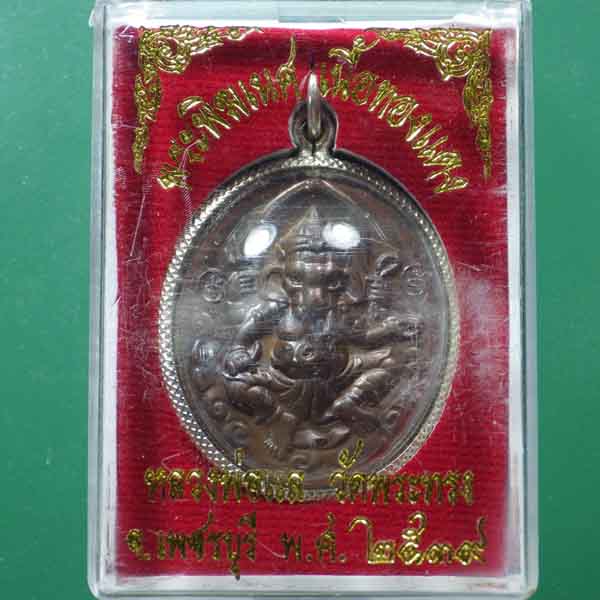 พระพิฆเนศ เนื้อทองแดง
หลวงพ่อแล วัดพระทรง
จ.เพชรบุรี พ.ศ. ๒๕๓๙